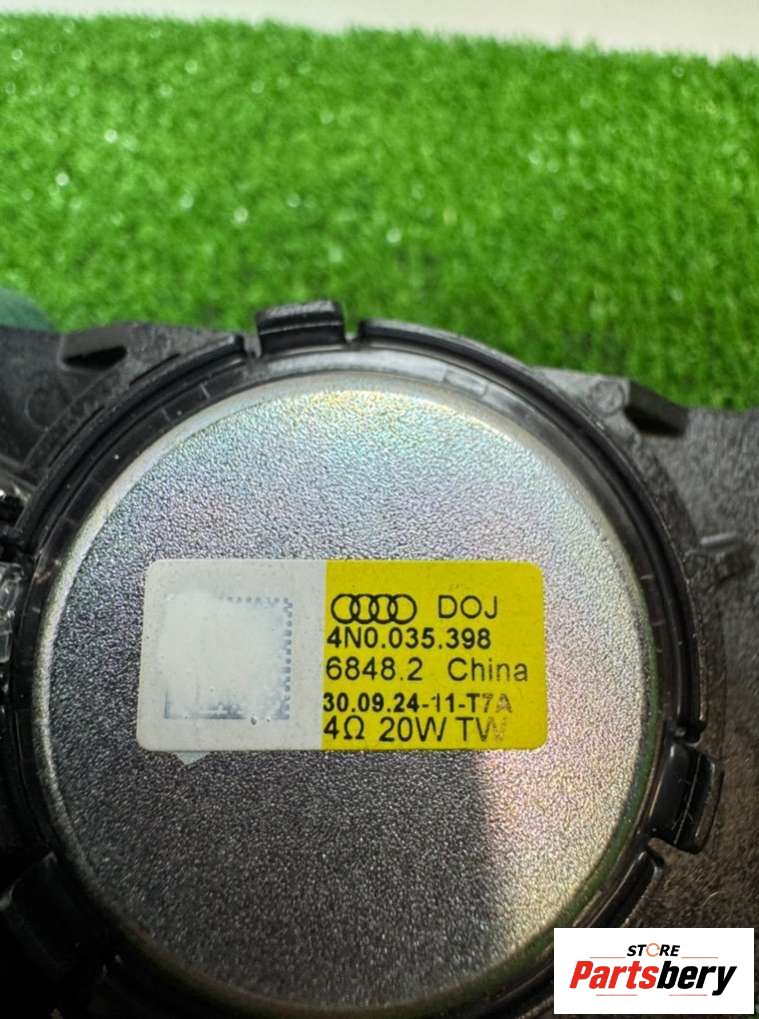 DOJ
4N0.035.398
6848.2 China
30.09.24-11-T7A
4Ω 20W TW
STORE
Partsbery